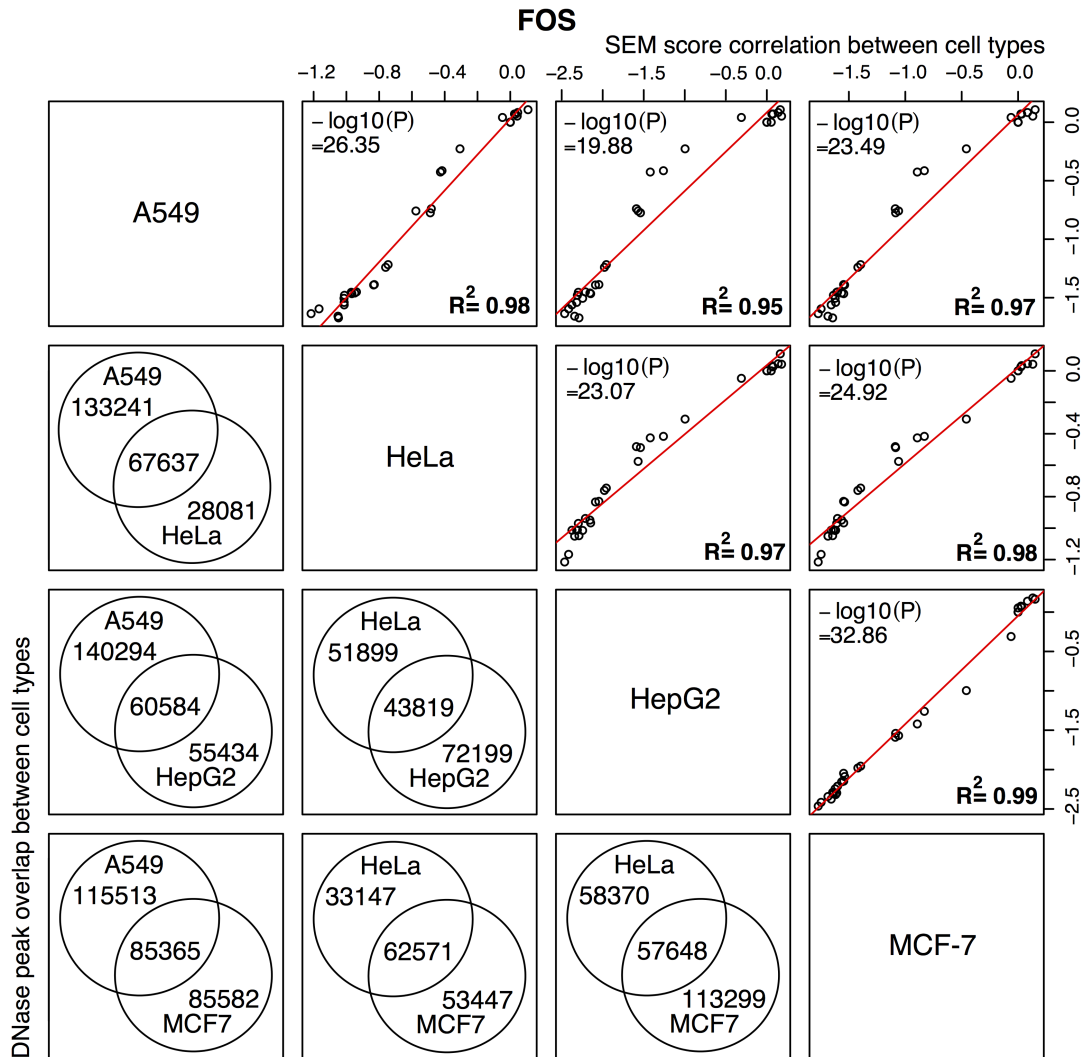 FOS
SEM score correlation between cell types
−1.2 −0.8 −0.4 0.0 −2.5 −1.5 −0.5 0.0 −1.5 −1.0 −0.5 0.0
A549
−log10(P)
=26.35
R2= 0.98
−log10(P)
=19.88
R2= 0.95
−log10(P)
=23.49
R2= 0.97
0.0 −0.5 −1.0 −1.5
A549
133241
67637
28081
HeLa
HeLa
−log10(P)
=23.07
R2= 0.97
−log10(P)
=24.92
R2= 0.98
0.0 −0.4 −0.8 −1.2
DNase peak overlap between cell types
A549
140294
60584
55434
HepG2
HeLa
51899
43819
72199
HepG2
HepG2
−log10(P)
=32.86
R2= 0.99
−0.5 −1.5 −2.5
A549
115513
85365
85582
MCF7
HeLa
33147
62571
53447
MCF7
HeLa
58370
57648
113299
MCF7
MCF-7